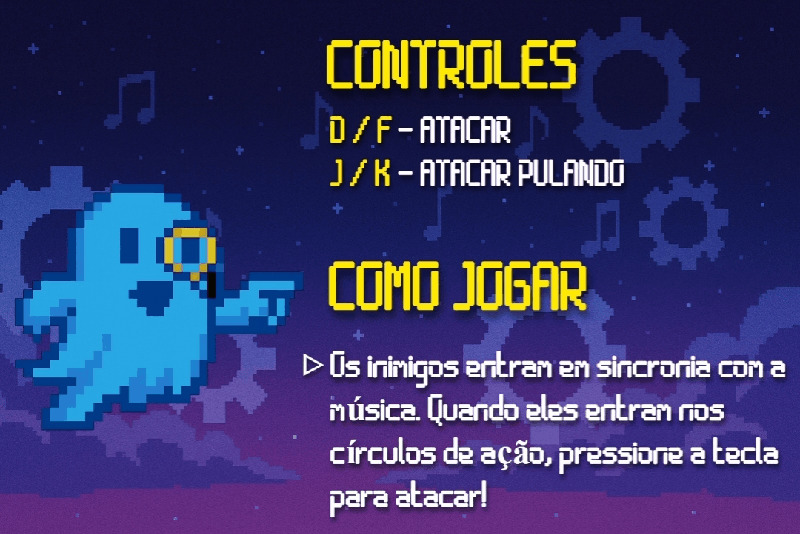 CONTROLES
D / F – ATACAR
J / K – ATACAR PULANDO
COMO JOGAR
Os inimigos entram em sincronia com a
música. Quando eles entram nos
círculos de ação, pressione a tecla
para atacar!